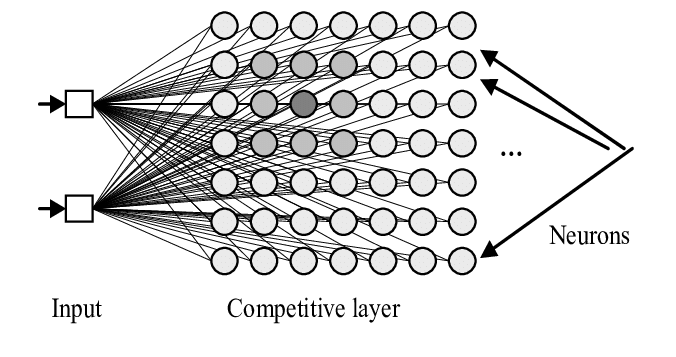 ...
Neurons
Input
Competitive layer